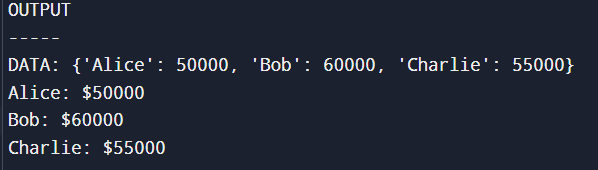 OUTPUT
-----
DATA: {'Alice': 50000, 'Bob': 60000, 'Charlie': 55000}
Alice: $50000
Bob: $60000
Charlie: $55000